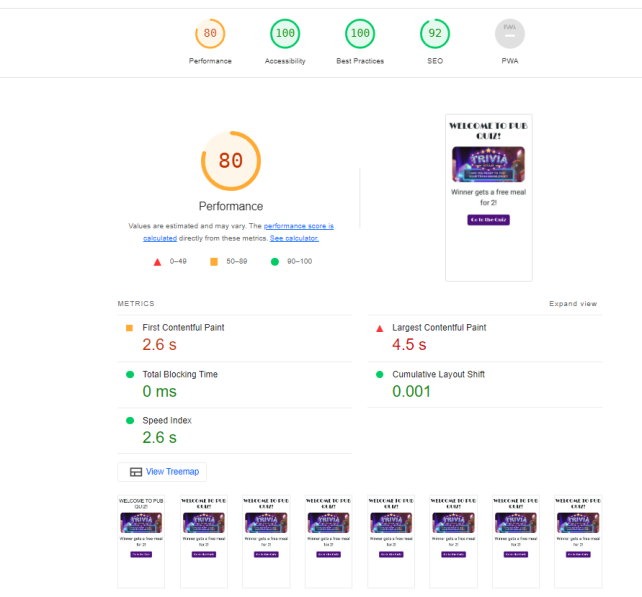 80
100
100
92
PWA
Performance
Accessibility
Best Practices
SEO
PWA
80
Performance
Values are estimated and may vary. The performance score is
calculated directly from these metrics. See calculator.
0–49
50–89
90–100
WELCOME TO PUB
QUIZ!
TRIVIA
Winner gets a free meal
for 2!
Go to the Quiz
METRICS
Expand view
First Contentful Paint
2.6 s
Largest Contentful Paint
4.5 s
Total Blocking Time
0 ms
Cumulative Layout Shift
0.001
Speed Index
2.6 s
View Treemap
WELCOME TO PUB
QUIZ!
TRIVIA
Winner gets a free meal
for 2!
WELCOME TO PUB
QUIZ!
TRIVIA
Winner gets a free meal
for 2!
WELCOME TO PUB
QUIZ!
TRIVIA
Winner gets a free meal
for 2!
WELCOME TO PUB
QUIZ!
TRIVIA
Winner gets a free meal
for 2!
WELCOME TO PUB
QUIZ!
TRIVIA
Winner gets a free meal
for 2!
WELCOME TO PUB
QUIZ!
TRIVIA
Winner gets a free meal
for 2!
WELCOME TO PUB
QUIZ!
TRIVIA
Winner gets a free meal
for 2!
WELCOME TO PUB
QUIZ!
TRIVIA
Winner gets a free meal
for 2!